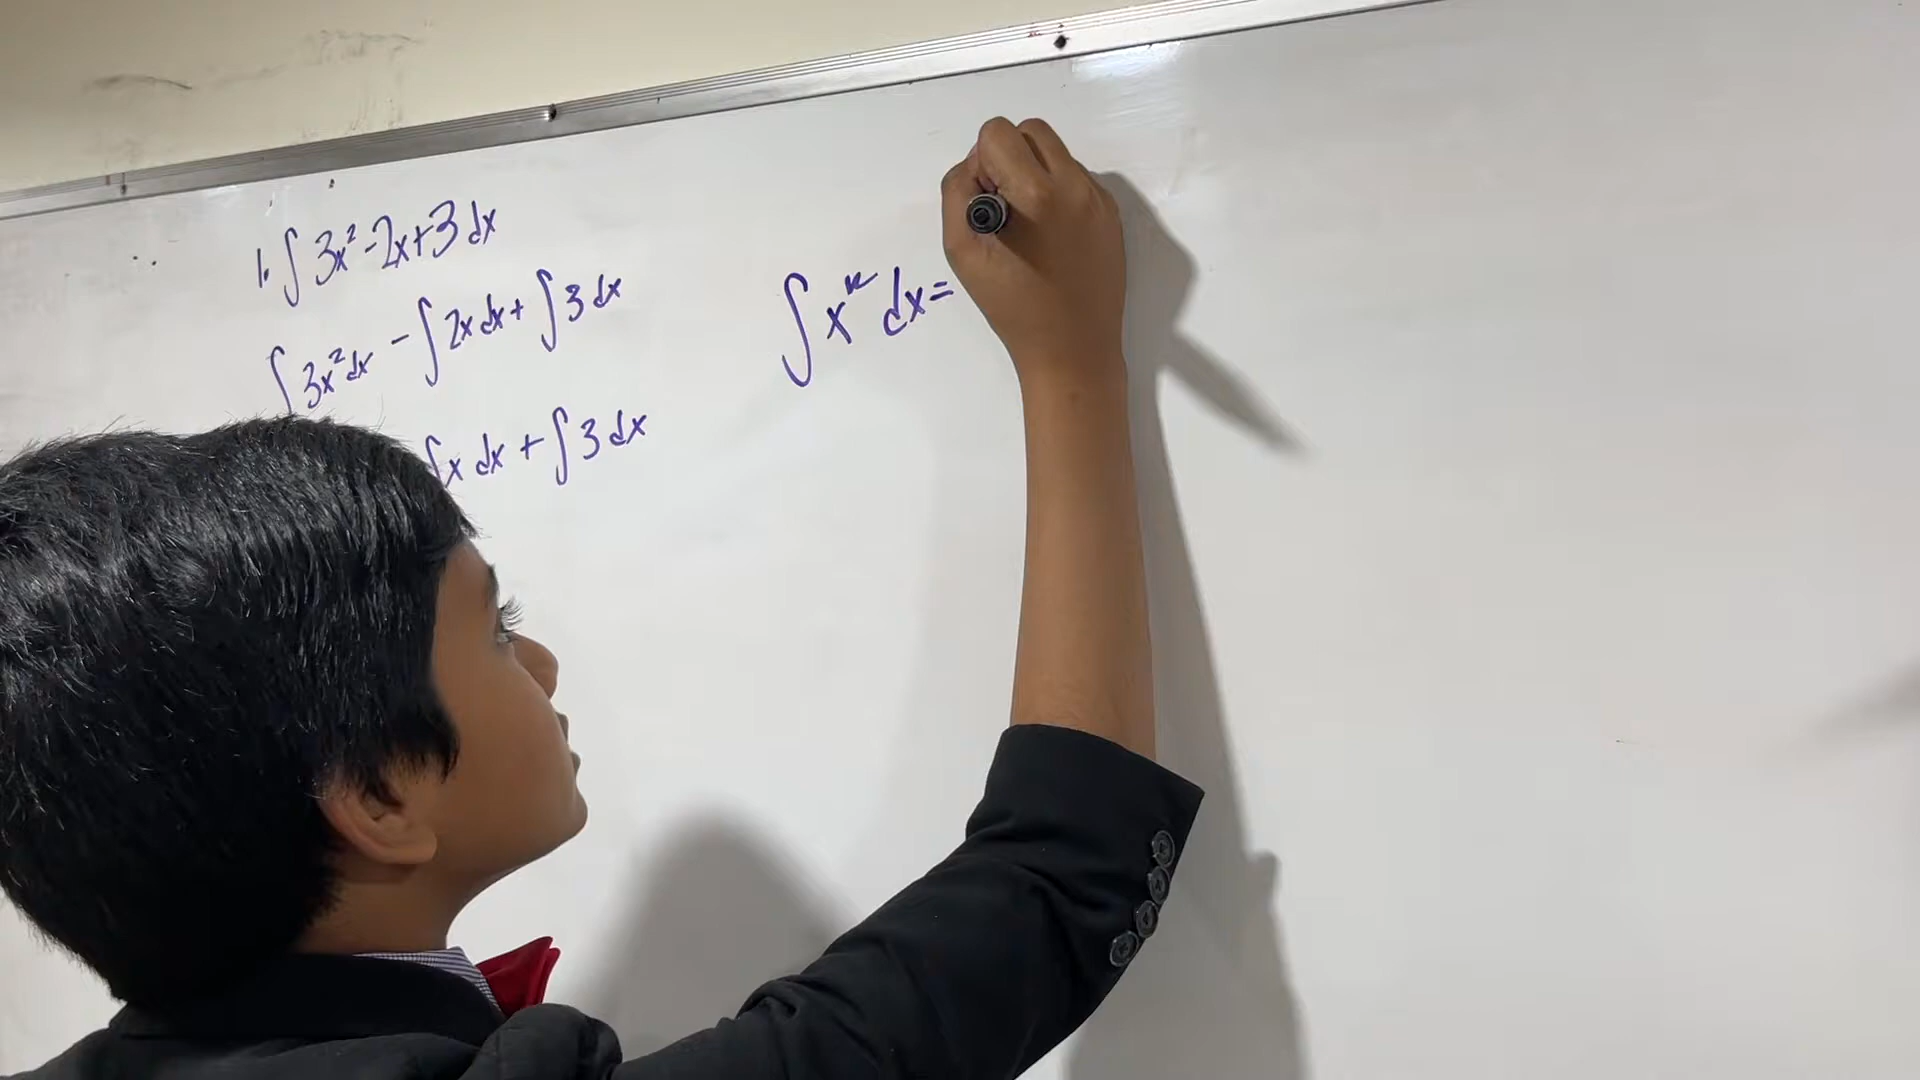 1. ∫ 3x² - 2x + 3 dx
∫ 3x² dx - ∫ 2x dx + ∫ 3 dx
∫ x dx + ∫ 3 dx
∫ xⁿ dx =